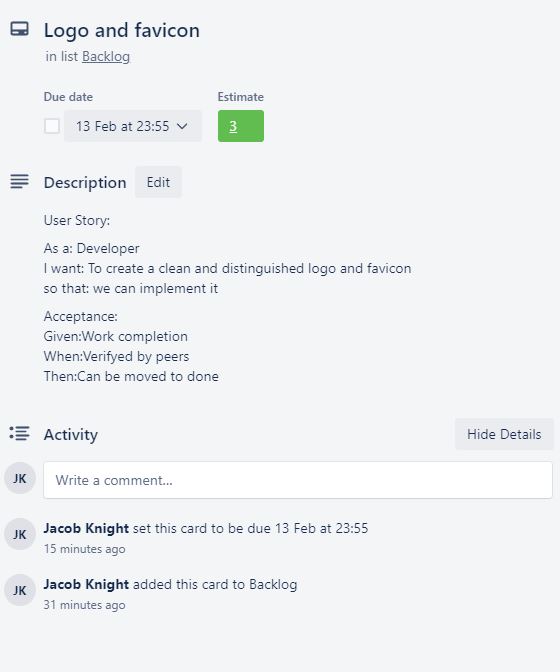 Logo and favicon
in list Backlog
Due date
Estimate
13 Feb at 23:55
3
Description
Edit
User Story:
As a: Developer
I want: To create a clean and distinguished logo and favicon
so that: we can implement it
Acceptance:
Given:Work completion
When:Verifyed by peers
Then:Can be moved to done
Activity
Hide Details
JK
Write a comment...
JK
Jacob Knight set this card to be due 13 Feb at 23:55
15 minutes ago
JK
Jacob Knight added this card to Backlog
31 minutes ago